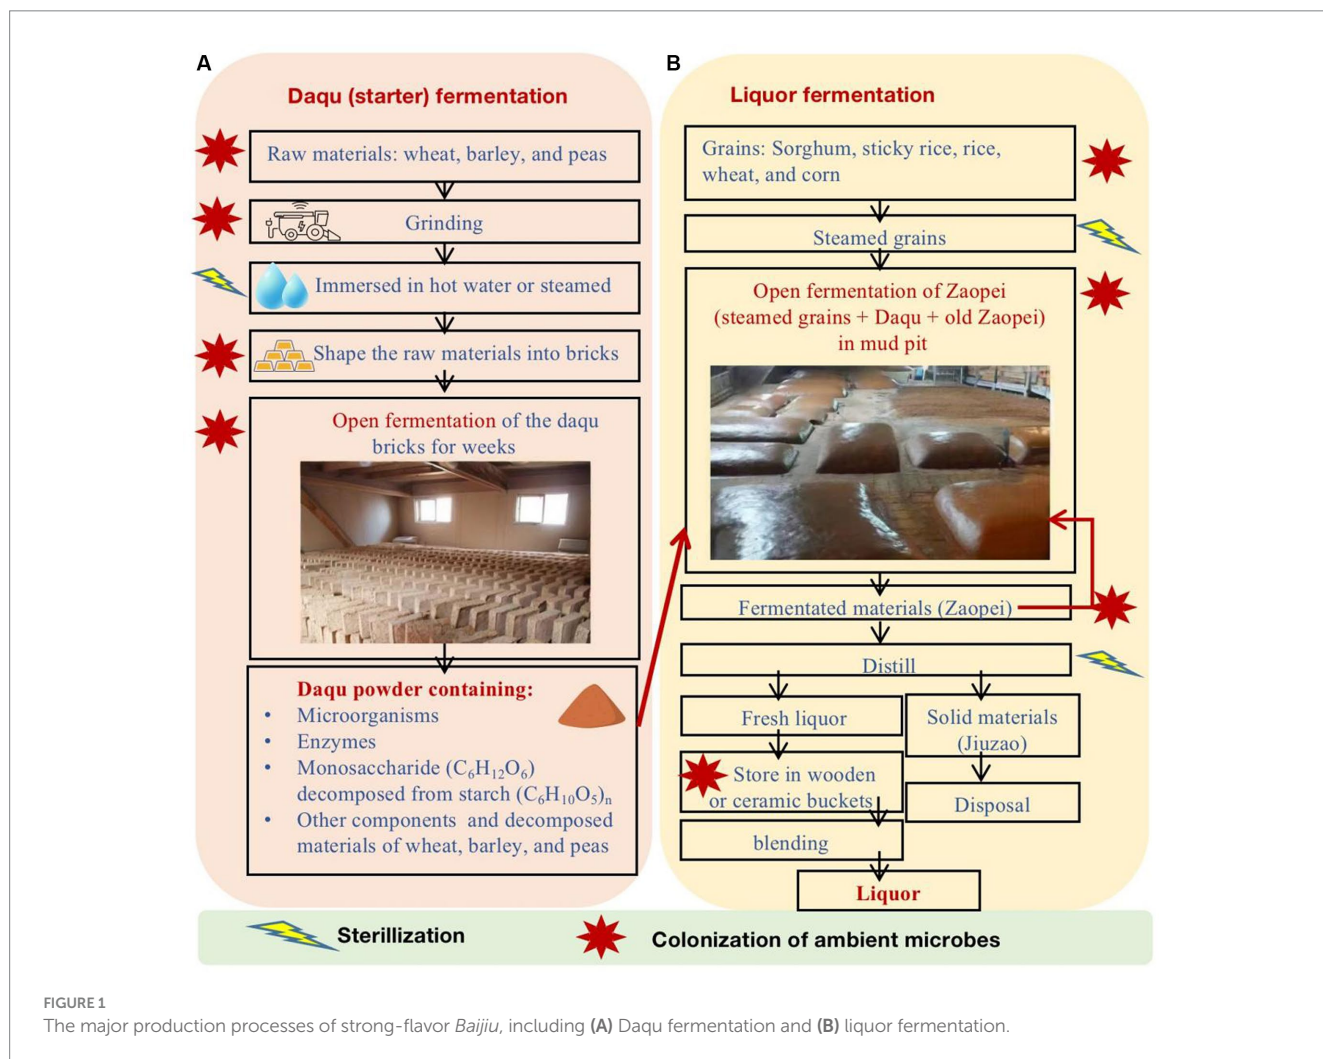 A
Daqu (starter) fermentation
Raw materials: wheat, barley, and peas
Grinding
Immersed in hot water or steamed
Shape the raw materials into bricks
Open fermentation of the daqu
bricks for weeks
Daqu powder containing:
• Microorganisms
• Enzymes
• Monosaccharide (C₆H₁₂O₆)
decomposed from starch (C₆H₁₀O₅)ₙ
• Other components and decomposed
materials of wheat, barley, and peas
B
Liquor fermentation
Grains: Sorghum, sticky rice, rice,
wheat, and corn
Steamed grains
Open fermentation of Zaopei
(steamed grains + Daqu + old Zaopei)
in mud pit
Fermentated materials (Zaopei)
Distill
Fresh liquor
Solid materials
(Jiuzao)
Store in wooden
or ceramic buckets
Disposal
blending
Liquor
Sterillization
Colonization of ambient microbes
FIGURE 1
The major production processes of strong-flavor Baijiu, including (A) Daqu fermentation and (B) liquor fermentation.